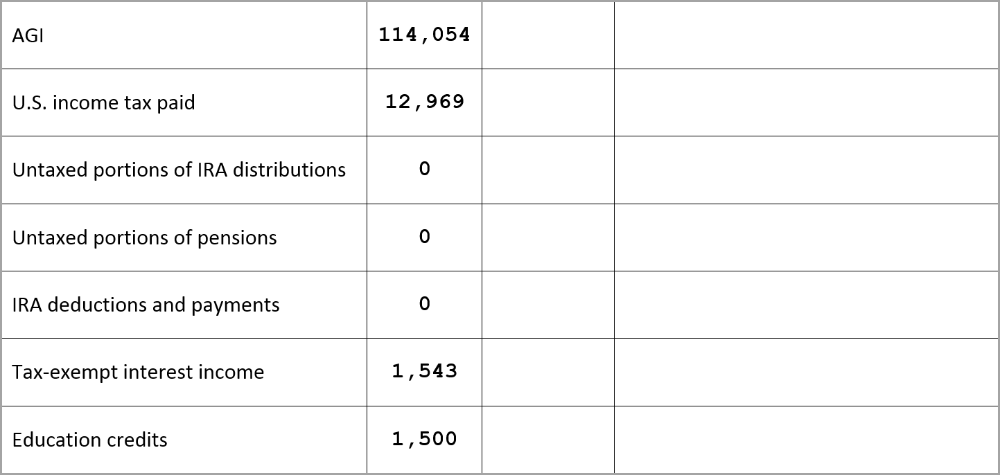 AGI 114,054
U.S. income tax paid 12,969
Untaxed portions of IRA distributions 0
Untaxed portions of pensions 0
IRA deductions and payments 0
Tax-exempt interest income 1,543
Education credits 1,500